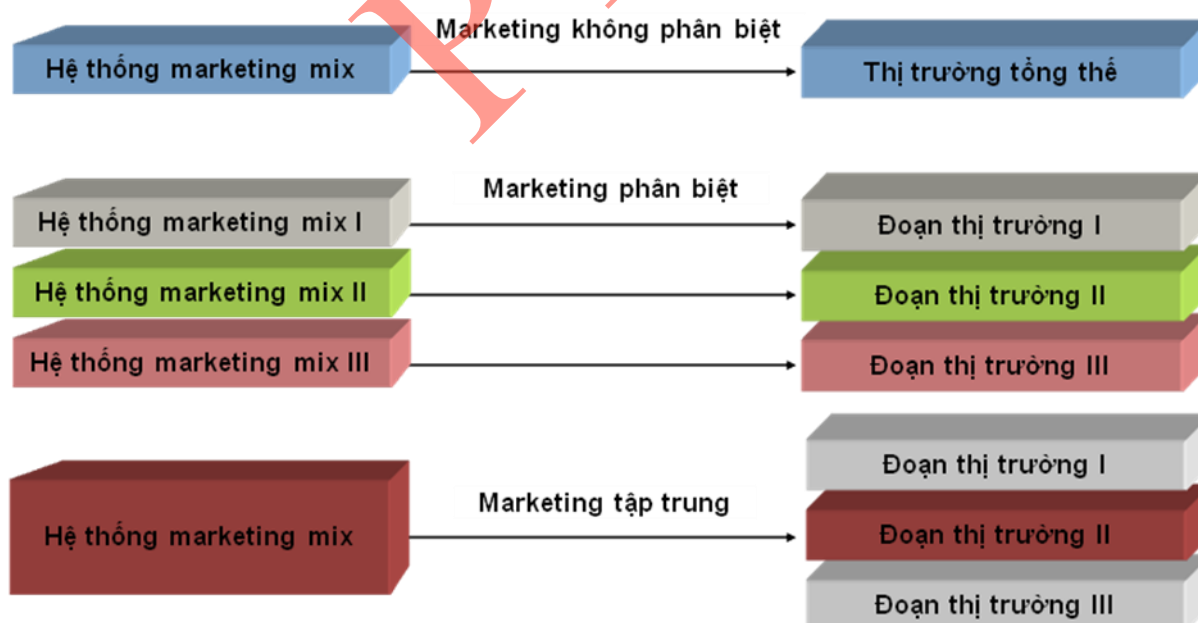 Marketing không phân biệt
Hệ thống marketing mix
Thị trường tổng thế
Marketing phân biệt
Hệ thống marketing mix I
Đoạn thị trường I
Hệ thống marketing mix II
Đoạn thị trường II
Hệ thống marketing mix III
Đoạn thị trường III
Đoạn thị trường I
Marketing tập trung
Hệ thống marketing mix
Đoạn thị trường II
Đoạn thị trường III